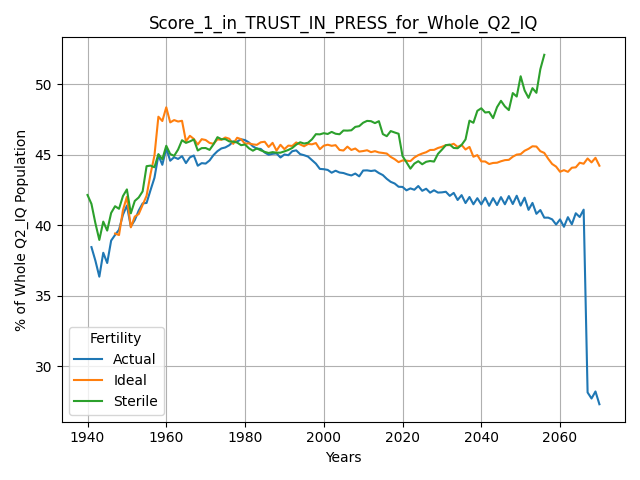 Score_1_in_TRUST_IN_PRESS_for_Whole_Q2_IQ
% of Whole Q2_IQ Population
50
45
40
35
30
Fertility
Actual
Ideal
Sterile
1940 1960 1980 2000 2020 2040 2060
Years